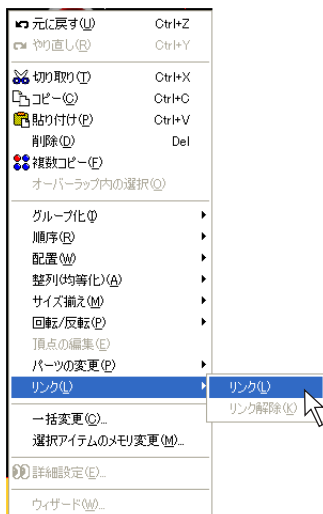 元に戻す(U) Ctrl+Z
やり直し(R) Ctrl+Y
切り取り(T) Ctrl+X
コピー(C) Ctrl+C
貼り付け(P) Ctrl+V
削除(D) Del
複数コピー(F)
オーバーラップ内の選択(O)
グループ化(I)
順序(R)
配置(W)
整列(均等化)(A)
サイズ揃え(M)
回転/反転(P)
頂点の編集(E)
パーツの変更(P)
リンク(L)
リンク(L)
リンク解除(K)
一括変更(C)...
選択アイテムのメモリ変更(M)...
詳細設定(E)...
ウィザード(W)...